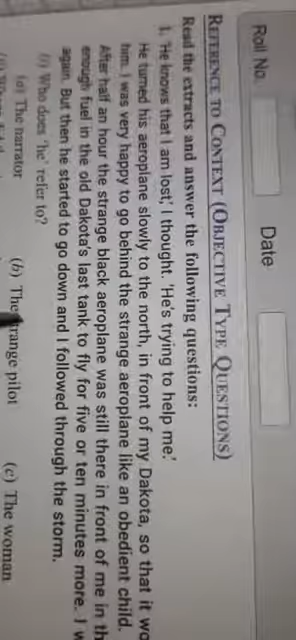 Roll No. Date
REFERENCE TO CONTEXT (OBJECTIVE TYPE QUESTIONS)
Read the extracts and answer the following questions:
1. 'He knows that I am lost,' I thought. 'He's trying to help me.'
He turned his aeroplane slowly to the north, in front of my Dakota, so that it
him. I was very happy to go behind the strange aeroplane like an obedient child.
After half an hour the strange black aeroplane was still there in front of me in
enough fuel in the old Dakota's last tank to fly for five or ten minutes more. I
again. But then he started to go down and I followed through the storm.
(i) Who does 'he' refer to?
(a) The narrator (b) The strange pilot (c) The woman